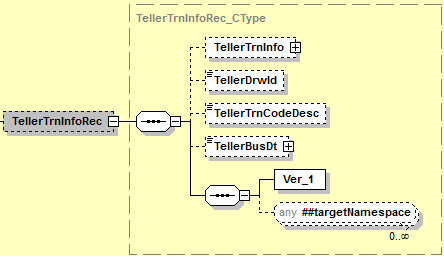 TellerTrnInfoRec_CType
TellerTrnInfo
TellerDrwId
TellerTrnCodeDesc
TellerTrnInfoRec
TellerBusDt
Ver_1
any ##targetNamespace
0..∞